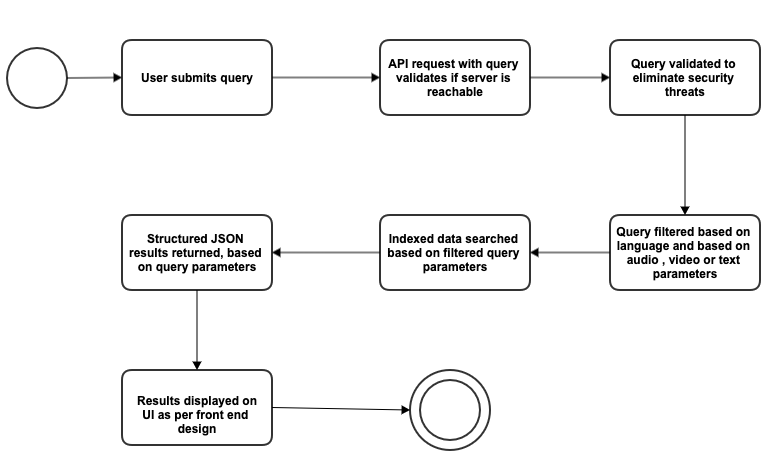 User submits query
API request with query
validates if server is
reachable
Query validated to
eliminate security
threats
Query filtered based on
language and based on
audio , video or text
parameters
Indexed data searched
based on filtered query
parameters
Structured JSON
results returned, based
on query parameters
Results displayed on
UI as per front end
design